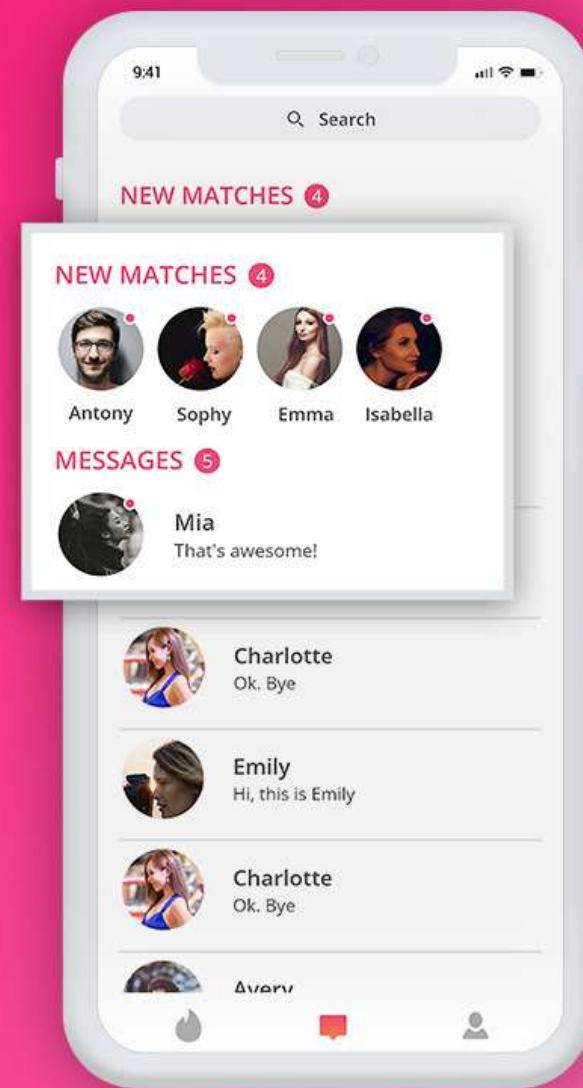 9:41
Search
NEW MATCHES 4
NEW MATCHES 4
Antony Sophy Emma Isabella
MESSAGES 5
Mia
That's awesome!
Charlotte
Ok. Bye
Emily
Hi, this is Emily
Charlotte
Ok. Bye
Avery